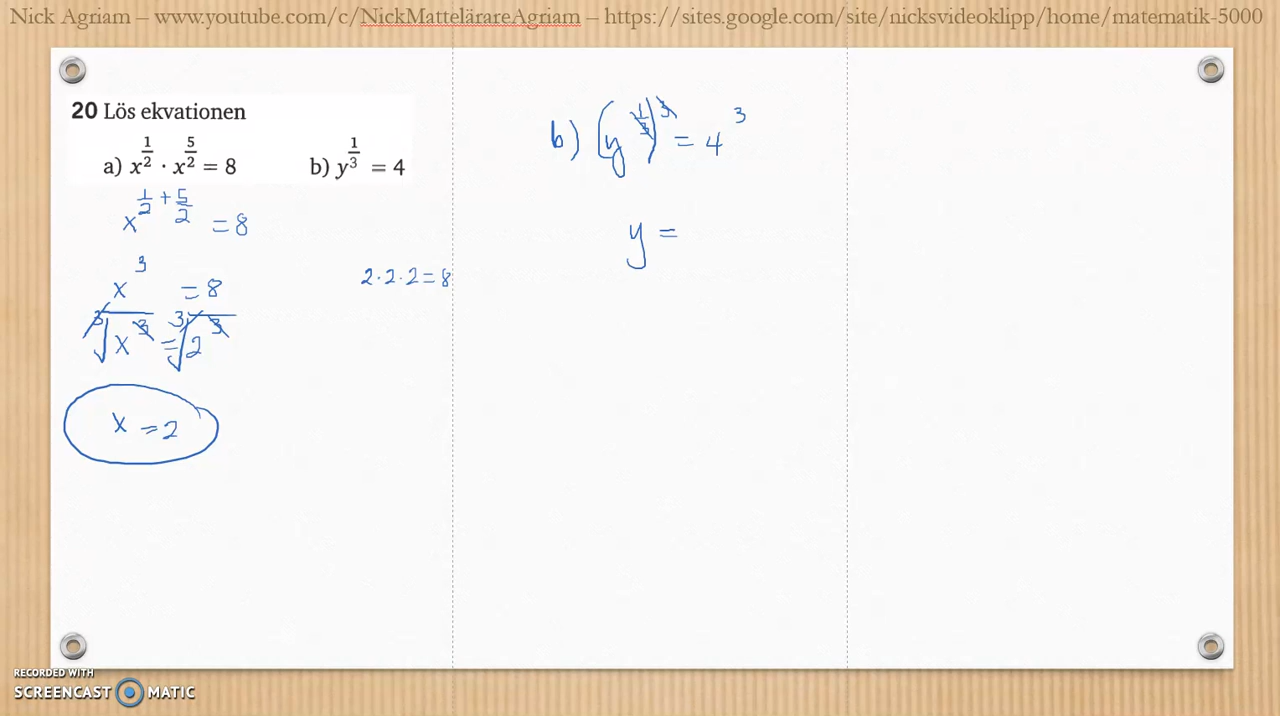 Nick Agriam – www.youtube.com/c/NickMattelärareAgriam – https://sites.google.com/site/nicksvideoklipp/home/matematik-5000
20 Lös ekvationen
a) x^(1/2) · x^(5/2) = 8
b) y^(1/3) = 4
x^(1/2 + 5/2) = 8
x^3 = 8
2·2·2=8
∛(x^3) = ∛(2^3)
x = 2
b) (y^(1/3))^3 = 4^3
y =
RECORDED WITH
SCREENCAST MATIC